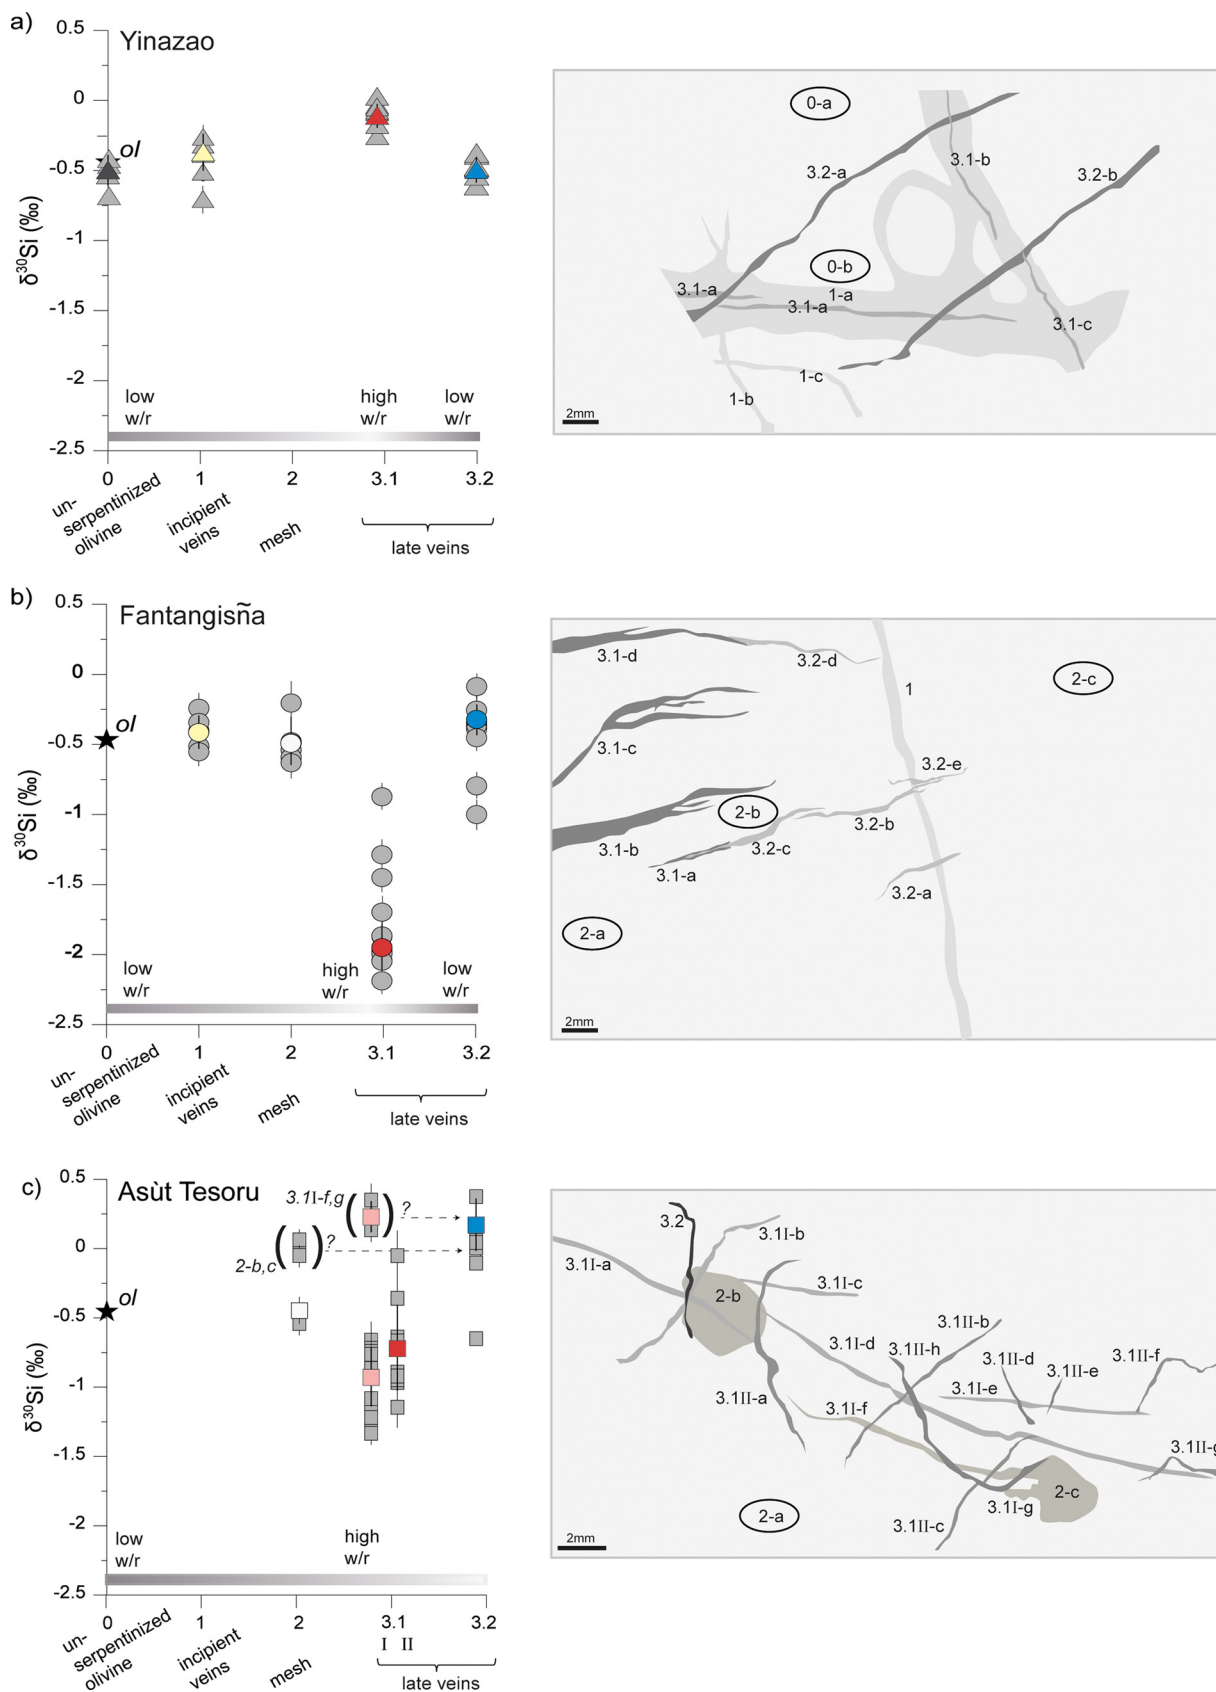 a)
Yinazao
0.5
0
-0.5
-1
-1.5
-2
-2.5
δ³⁰Si (‰)
ol
low
w/r
high
w/r
low
w/r
0
1
2
3.1
3.2
un-
serpentinized
olivine
incipient
veins
mesh
late veins
0-a
3.1-b
3.2-a
3.2-b
0-b
1-a
3.1-a
3.1-a
3.1-c
1-c
1-b
2mm
b)
Fantangisña
0.5
0
-0.5
-1
-1.5
-2
-2.5
δ³⁰Si (‰)
ol
low
w/r
high
w/r
low
w/r
0
1
2
3.1
3.2
un-
serpentinized
olivine
incipient
veins
mesh
late veins
3.1-d
3.2-d
2-c
1
3.1-c
3.2-e
2-b
3.2-b
3.1-b
3.2-c
3.1-a
3.2-a
2-a
2mm
c)
Asùt Tesoru
0.5
0
-0.5
-1
-1.5
-2
-2.5
δ³⁰Si (‰)
ol
3.1I-f,g
( )
?
2-b,c
( )
?
low
w/r
high
w/r
0
1
2
3.1
3.2
I II
un-
serpentinized
olivine
incipient
veins
mesh
late veins
3.2
3.1I-b
3.1I-a
3.1I-c
2-b
3.1II-b
3.1I-d
3.1II-h
3.1II-d
3.1II-f
3.1II-e
3.1I-e
3.1II-a
3.1I-f
3.1II-g
2-c
3.1I-g
2-a
3.1II-c
2mm